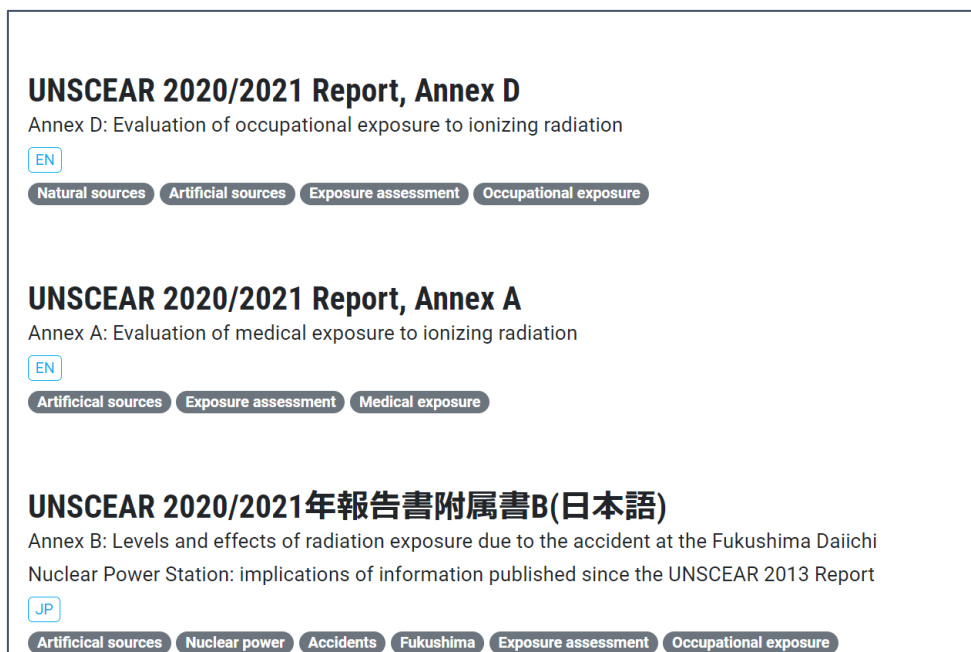 UNSCEAR 2020/2021 Report, Annex D
Annex D: Evaluation of occupational exposure to ionizing radiation
EN
Natural sources Artificial sources Exposure assessment Occupational exposure
UNSCEAR 2020/2021 Report, Annex A
Annex A: Evaluation of medical exposure to ionizing radiation
EN
Artificical sources Exposure assessment Medical exposure
UNSCEAR 2020/2021年報告書附属書B(日本語)
Annex B: Levels and effects of radiation exposure due to the accident at the Fukushima Daiichi
Nuclear Power Station: implications of information published since the UNSCEAR 2013 Report
JP
Artificical sources Nuclear power Accidents Fukushima Exposure assessment Occupational exposure